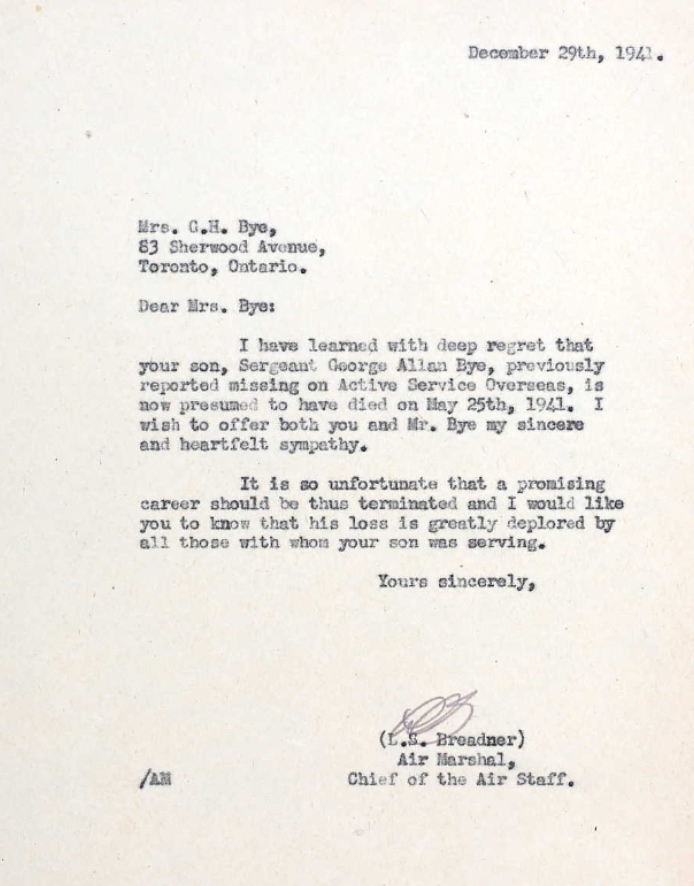 December 29th, 1941.
Mrs. G.H. Bye,
83 Sherwood Avenue,
Toronto, Ontario.
Dear Mrs. Bye:
I have learned with deep regret that
your son, Sergeant George Allan Bye, previously
reported missing on Active Service Overseas, is
now presumed to have died on May 25th, 1941. I
wish to offer both you and Mr. Bye my sincere
and heartfelt sympathy.
It is so unfortunate that a promising
career should be thus terminated and I would like
you to know that his loss is greatly deplored by
all those with whom your son was serving.
Yours sincerely,
(L.S. Breadner)
Air Marshal,
/AM Chief of the Air Staff.